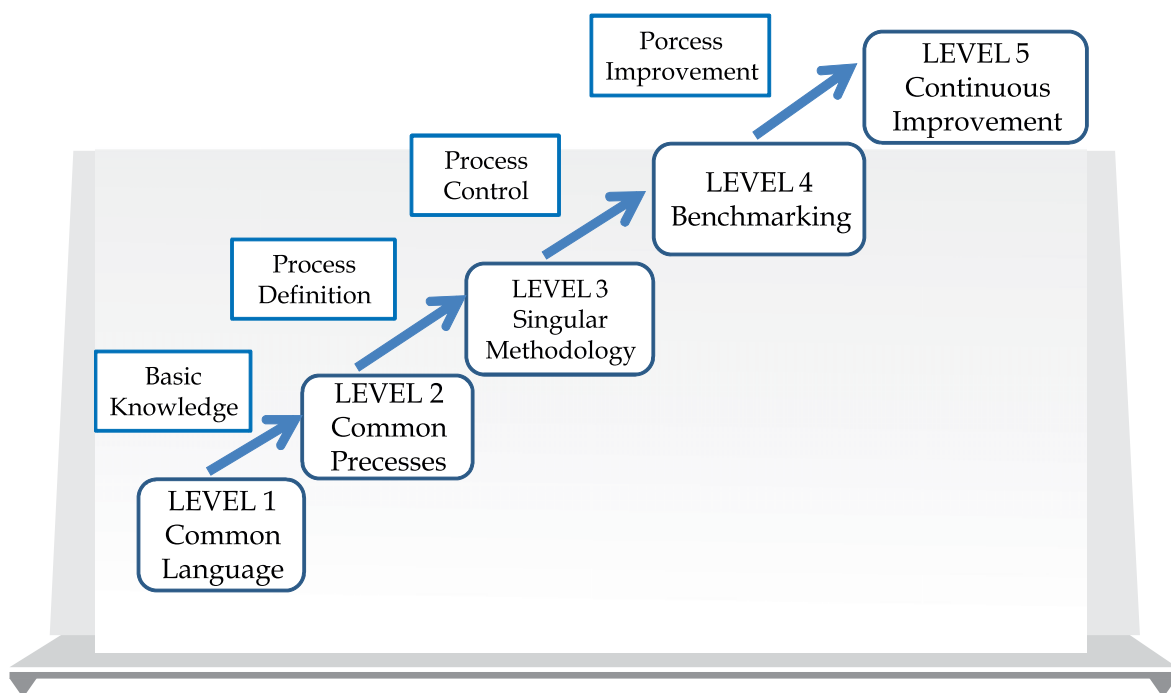 Porcess
Improvement
LEVEL 5
Continuous
Improvement
Process
Control
LEVEL 4
Benchmarking
Process
Definition
LEVEL 3
Singular
Methodology
Basic
Knowledge
LEVEL 2
Common
Precesses
LEVEL 1
Common
Language